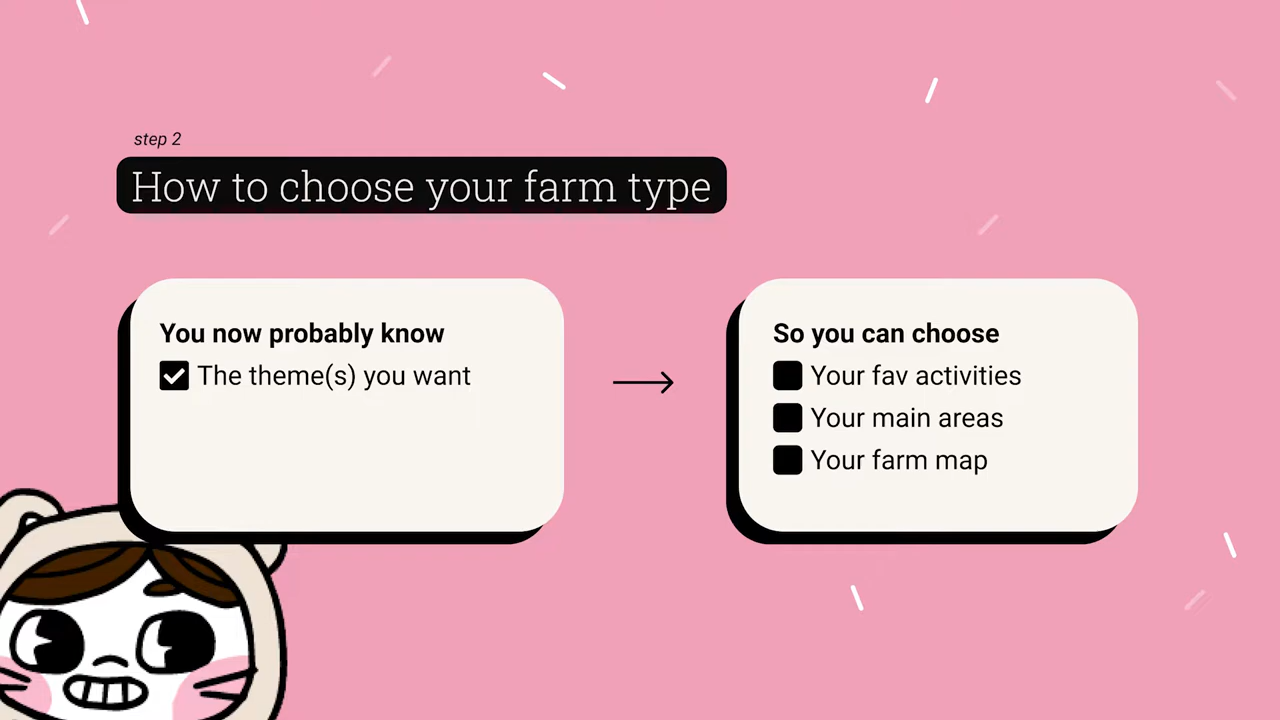 step 2
How to choose your farm type
You now probably know
The theme(s) you want
So you can choose
Your fav activities
Your main areas
Your farm map